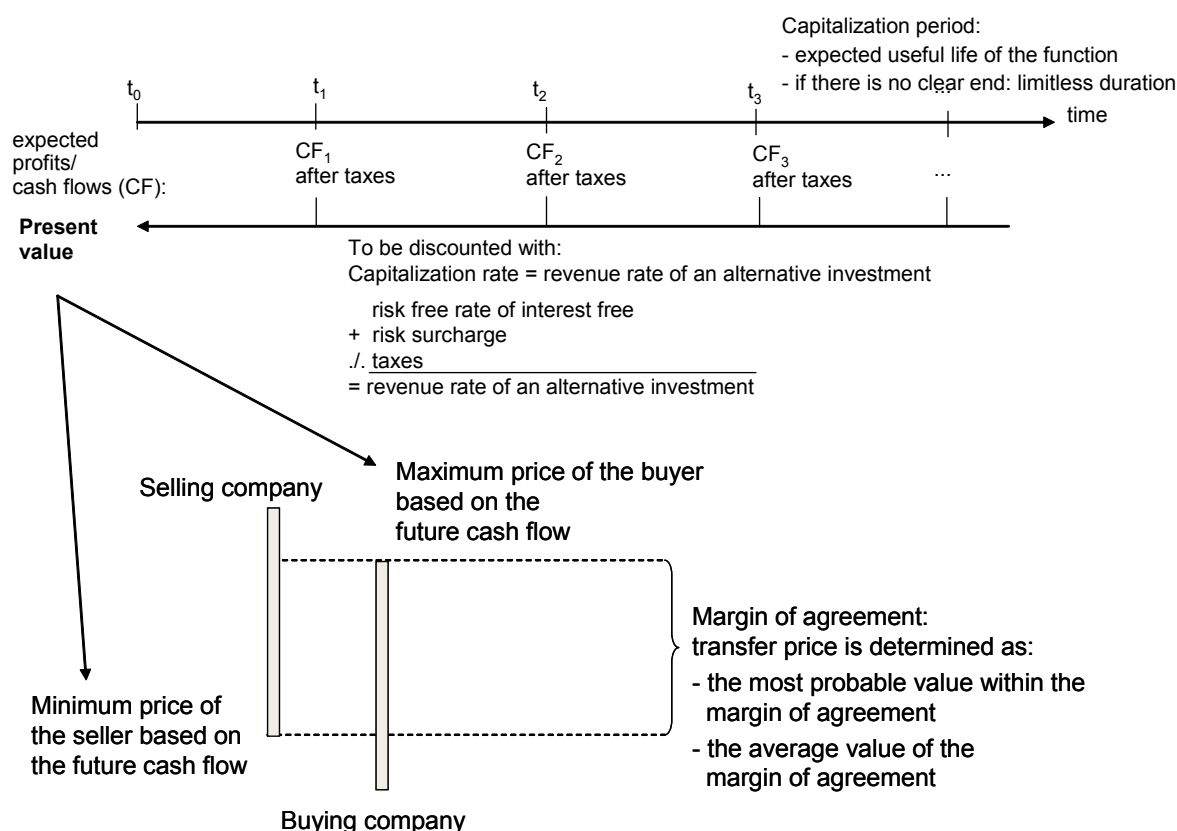 Capitalization period:
- expected useful life of the function
- if there is no clear end: limitless duration
t0
t1
t2
t3
...
time
expected
profits/
cash flows (CF):
CF1
after taxes
CF2
after taxes
CF3
after taxes
...
Present
value
To be discounted with:
Capitalization rate = revenue rate of an alternative investment
risk free rate of interest free
+ risk surcharge
./. taxes
= revenue rate of an alternative investment
Selling company
Maximum price of the buyer
based on the
future cash flow
Margin of agreement:
transfer price is determined as:
- the most probable value within the
margin of agreement
- the average value of the
margin of agreement
Minimum price of
the seller based on
the future cash flow
Buying company